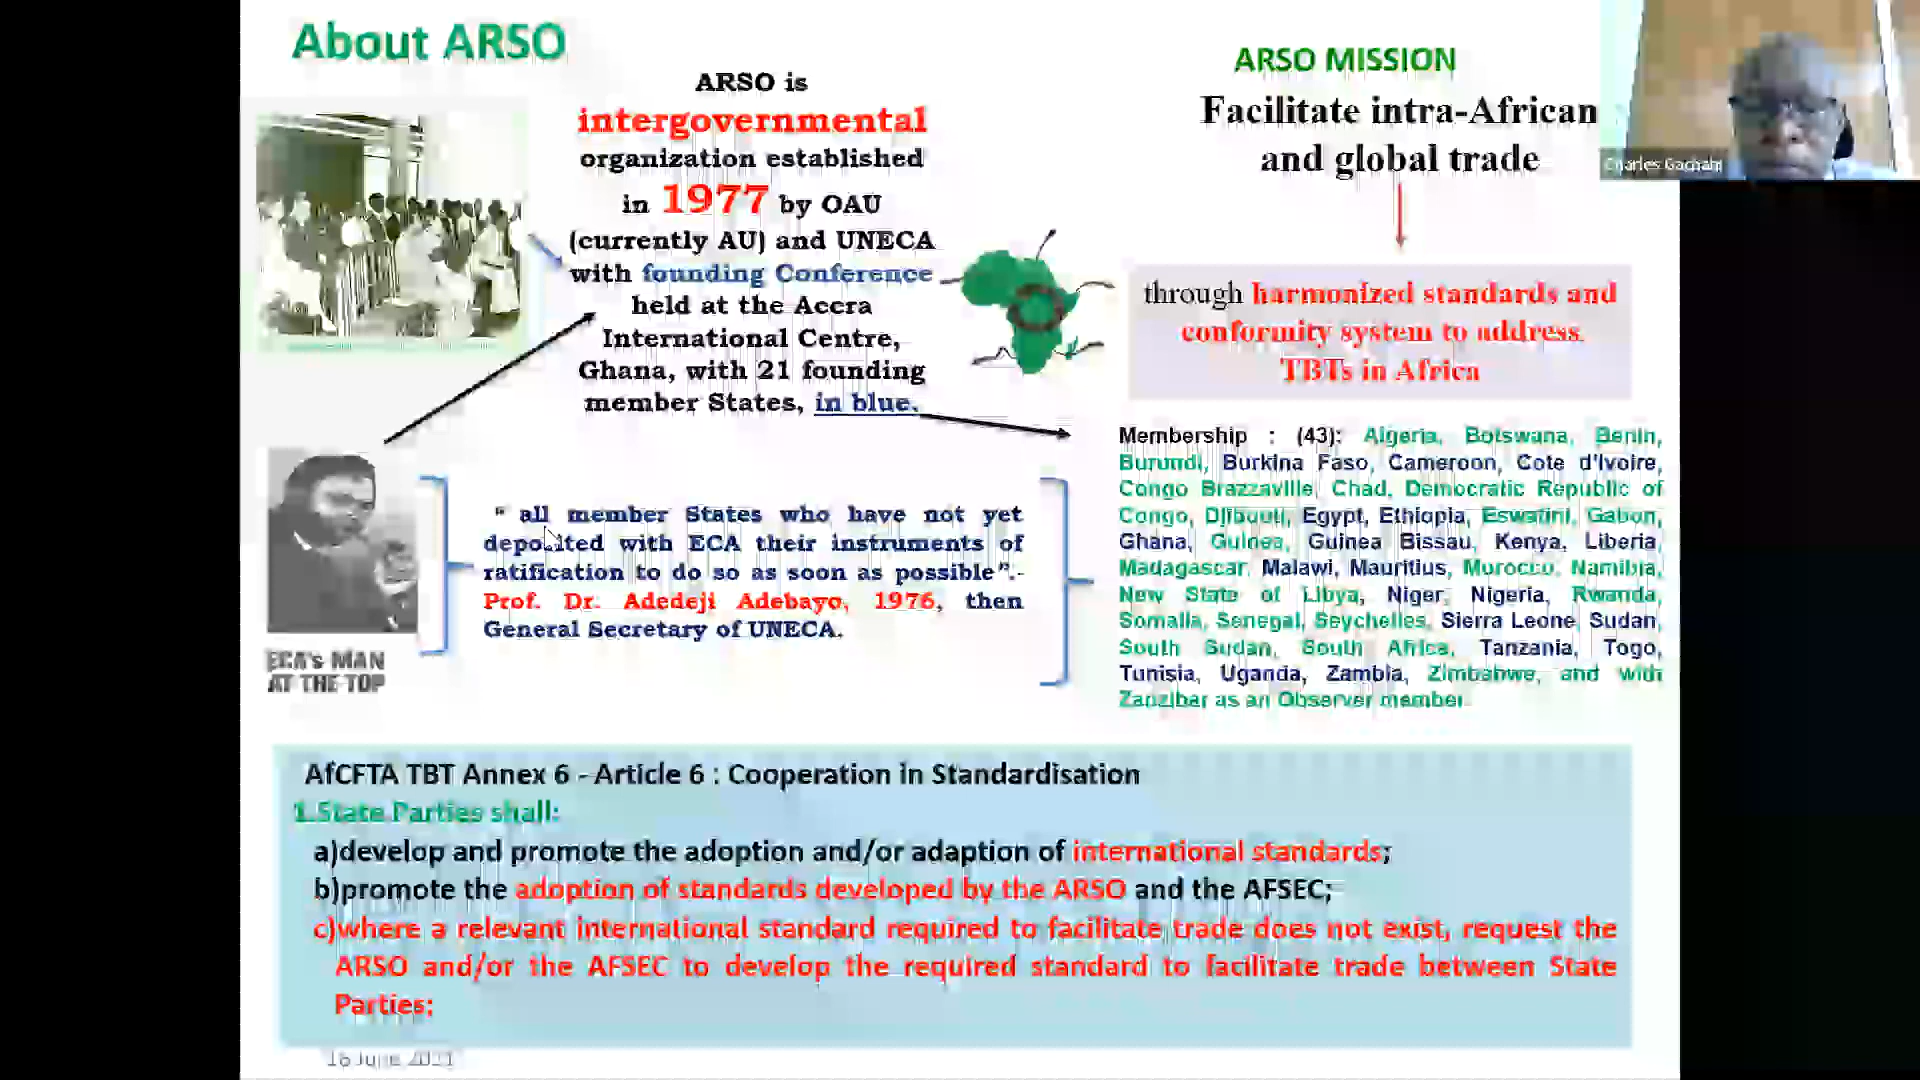 About ARSO
ARSO is
intergovernmental
organization established
in 1977 by OAU
(currently AU) and UNECA
with founding Conference
held at the Accra
International Centre,
Ghana, with 21 founding
member States, in blue.
ARSO MISSION
Facilitate intra-African
and global trade
Charles Gachahi
through harmonized standards and
conformity system to address
TBTs in Africa
Membership : (43): Algeria, Botswana, Benin,
Burundi, Burkina Faso, Cameroon, Cote d'Ivoire,
Congo Brazzaville, Chad, Democratic Republic of
Congo, Djibouti, Egypt, Ethiopia, Eswatini, Gabon,
Ghana, Guinea, Guinea Bissau, Kenya, Liberia,
Madagascar, Malawi, Mauritius, Morocco, Namibia,
New State of Libya, Niger, Nigeria, Rwanda,
Somalia, Senegal, Seychelles, Sierra Leone, Sudan,
South Sudan, South Africa, Tanzania, Togo,
Tunisia, Uganda, Zambia, Zimbabwe, and with
Zanzibar as an Observer member.
" all member States who have not yet
deposited with ECA their instruments of
ratification to do so as soon as possible".-
Prof. Dr. Adedeji Adebayo, 1976, then
General Secretary of UNECA.
ECA's MAN
AT THE TOP
AfCFTA TBT Annex 6 - Article 6 : Cooperation in Standardisation
1.State Parties shall:
a)develop and promote the adoption and/or adaption of international standards;
b)promote the adoption of standards developed by the ARSO and the AFSEC;
c)where a relevant international standard required to facilitate trade does not exist, request the
ARSO and/or the AFSEC to develop the required standard to facilitate trade between State
Parties;
16 June 2021